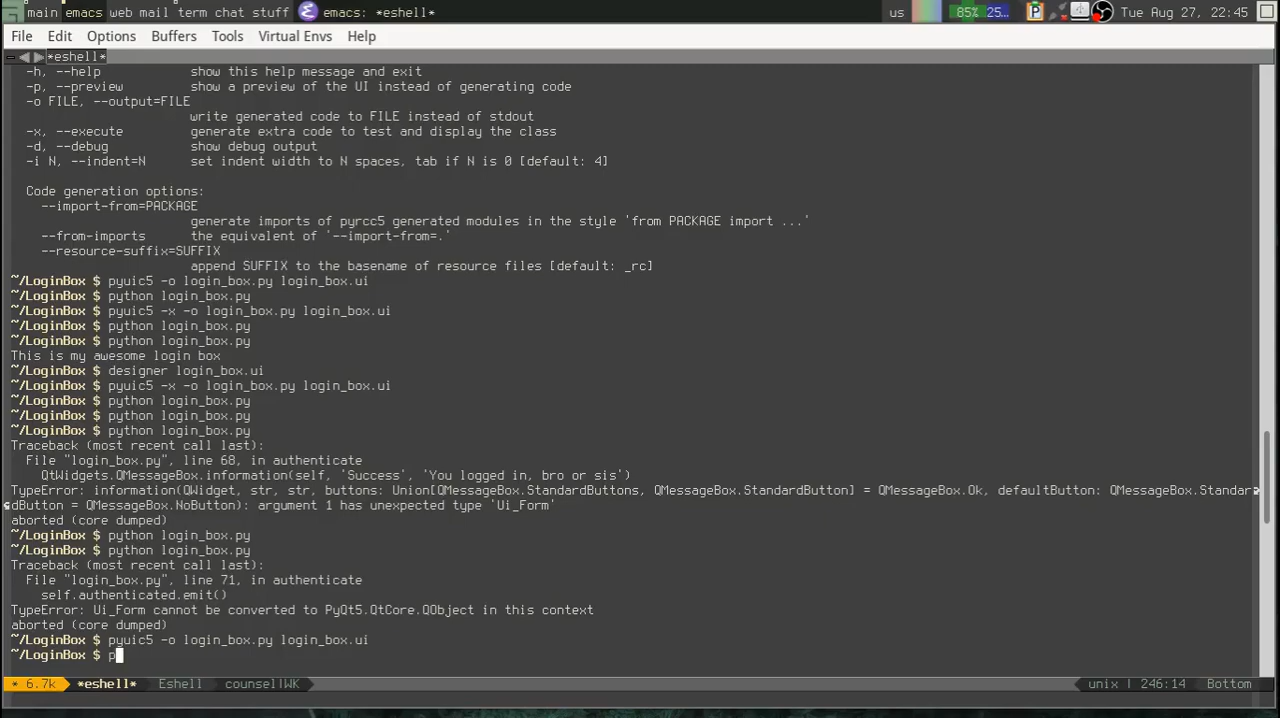 main emacs web mail term chat stuff emacs: *eshell* us 85% 25… Tue Aug 27, 22:45
File Edit Options Buffers Tools Virtual Envs Help
*eshell*
-h, --help show this help message and exit
-p, --preview show a preview of the UI instead of generating code
-o FILE, --output=FILE
write generated code to FILE instead of stdout
-x, --execute generate extra code to test and display the class
-d, --debug show debug output
-i N, --indent=N set indent width to N spaces, tab if N is 0 [default: 4]
Code generation options:
--import-from=PACKAGE
generate imports of pyrcc5 generated modules in the style 'from PACKAGE import ...'
--from-imports the equivalent of '--import-from=.'
--resource-suffix=SUFFIX
append SUFFIX to the basename of resource files [default: _rc]
~/LoginBox $ pyuic5 -o login_box.py login_box.ui
~/LoginBox $ python login_box.py
~/LoginBox $ pyuic5 -x -o login_box.py login_box.ui
~/LoginBox $ python login_box.py
~/LoginBox $ python login_box.py
This is my awesome login box
~/LoginBox $ designer login_box.ui
~/LoginBox $ pyuic5 -x -o login_box.py login_box.ui
~/LoginBox $ python login_box.py
~/LoginBox $ python login_box.py
~/LoginBox $ python login_box.py
Traceback (most recent call last):
File "login_box.py", line 68, in authenticate
QtWidgets.QMessageBox.information(self, 'Success', 'You logged in, bro or sis')
TypeError: information(QWidget, str, str, buttons: Union[QMessageBox.StandardButtons, QMessageBox.StandardButton] = QMessageBox.Ok, defaultButton: QMessageBox.Standar
dButton = QMessageBox.NoButton): argument 1 has unexpected type 'Ui_Form'
aborted (core dumped)
~/LoginBox $ python login_box.py
~/LoginBox $ python login_box.py
Traceback (most recent call last):
File "login_box.py", line 71, in authenticate
self.authenticated.emit()
TypeError: Ui_Form cannot be converted to PyQt5.QtCore.QObject in this context
aborted (core dumped)
~/LoginBox $ pyuic5 -o login_box.py login_box.ui
~/LoginBox $ p
* 6.7k *eshell* Eshell counsel|WK unix | 246:14 Bottom